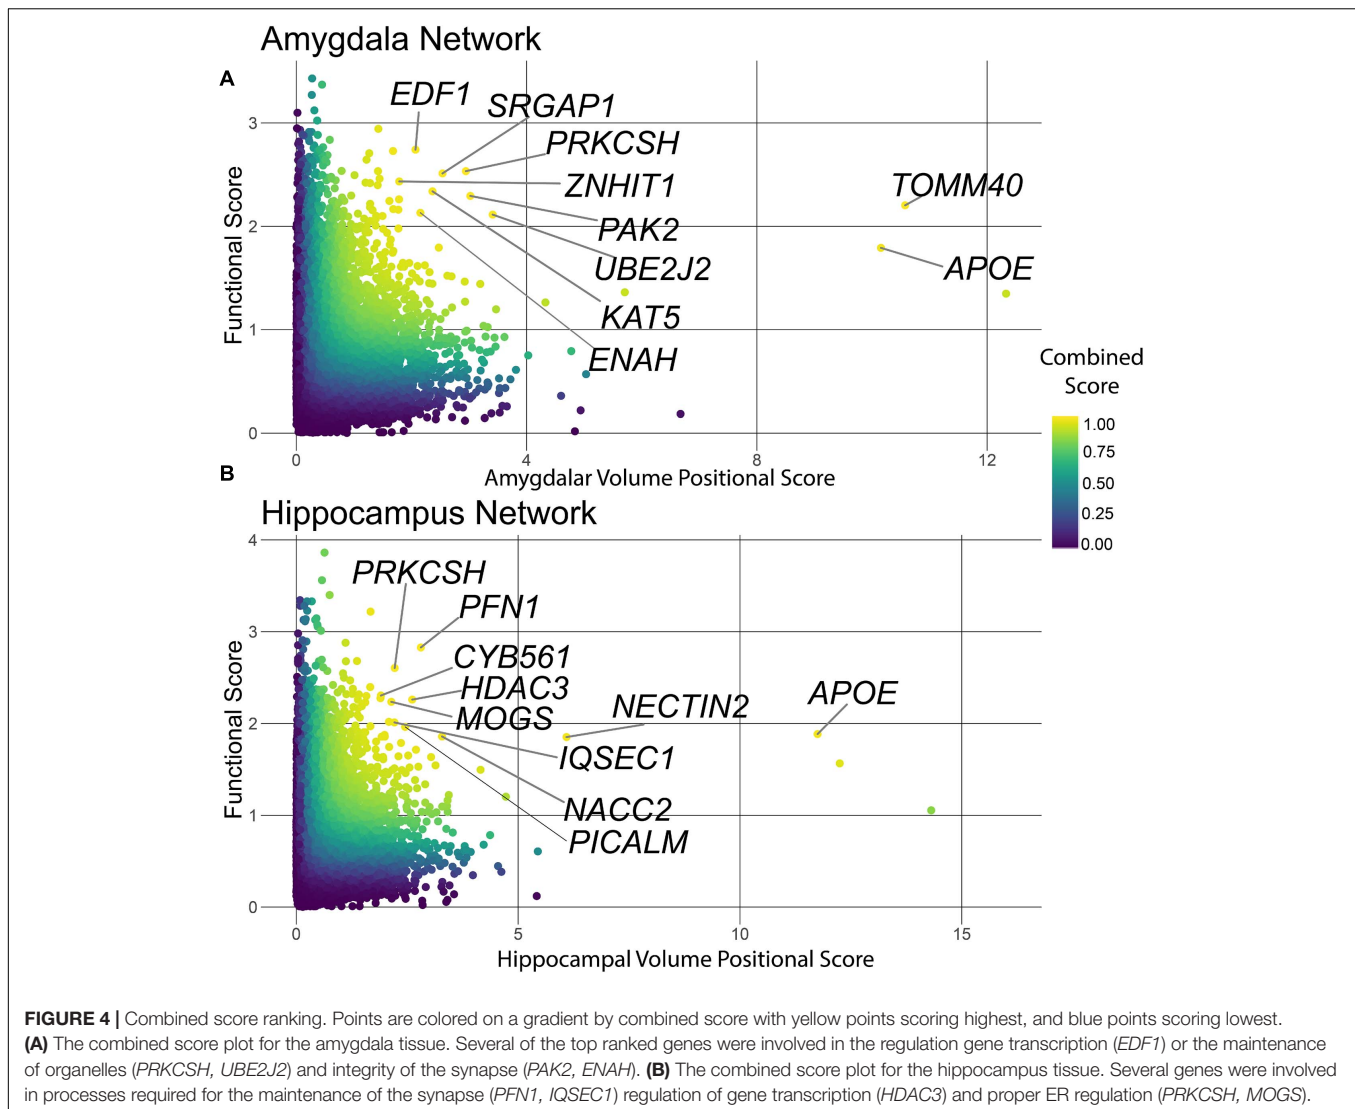 Amygdala Network
A
EDF1
SRGAP1
PRKCSH
ZNHIT1
PAK2
UBE2J2
KAT5
ENAH
TOMM40
APOE
Functional Score
3
2
1
0
0
4
8
12
Amygdalar Volume Positional Score
Combined
Score
1.00
0.75
0.50
0.25
0.00
B
Hippocampus Network
PRKCSH
PFN1
CYB561
HDAC3
MOGS
NECTIN2
APOE
IQSEC1
NACC2
PICALM
Functional Score
4
3
2
1
0
0
5
10
15
Hippocampal Volume Positional Score
FIGURE 4 | Combined score ranking. Points are colored on a gradient by combined score with yellow points scoring highest, and blue points scoring lowest.
(A) The combined score plot for the amygdala tissue. Several of the top ranked genes were involved in the regulation gene transcription (EDF1) or the maintenance
of organelles (PRKCSH, UBE2J2) and integrity of the synapse (PAK2, ENAH). (B) The combined score plot for the hippocampus tissue. Several genes were involved
in processes required for the maintenance of the synapse (PFN1, IQSEC1) regulation of gene transcription (HDAC3) and proper ER regulation (PRKCSH, MOGS).